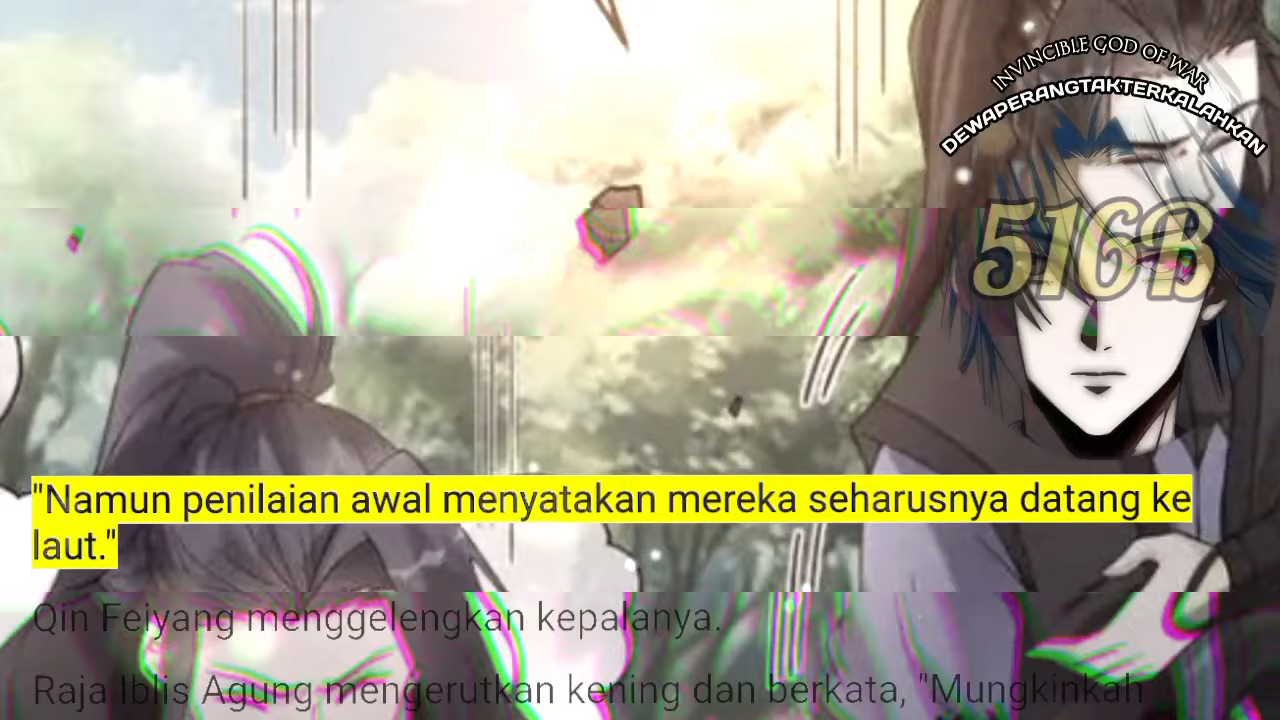 INVINCIBLE GOD OF WAR
DEWAPERANGTAKTERKALAHKAN
516B
"Namun penilaian awal menyatakan mereka seharusnya datang ke
laut."
Qin Feiyang menggelengkan kepalanya.
Raja Iblis Agung mengerutkan kening dan berkata, "Mungkinkah